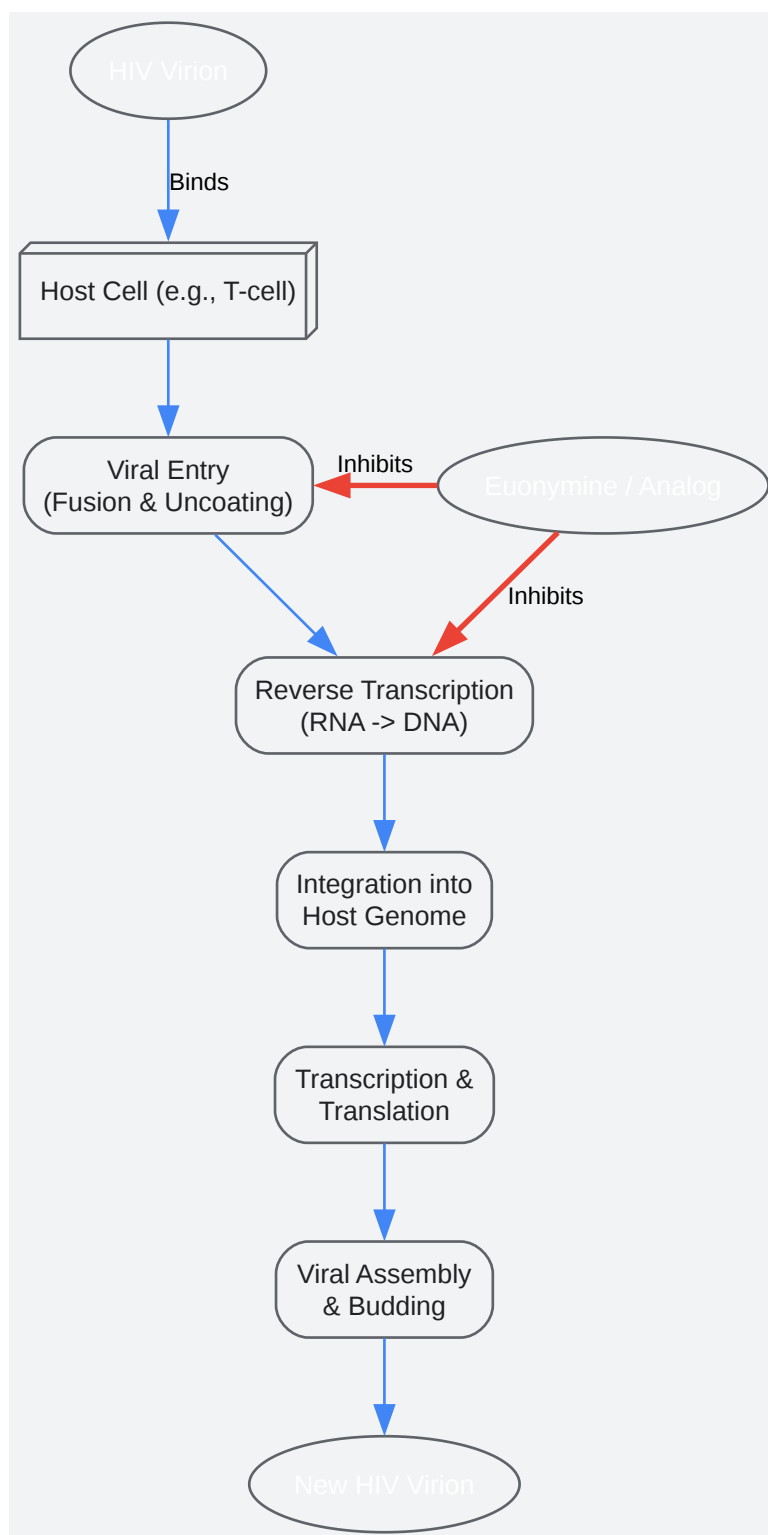 HIV Virion
Binds
Host Cell (e.g., T-cell)
Viral Entry
(Fusion & Uncoating)
Inhibits
Euonymine / Analog
Inhibits
Reverse Transcription
(RNA -> DNA)
Integration into
Host Genome
Transcription &
Translation
Viral Assembly
& Budding
New HIV Virion